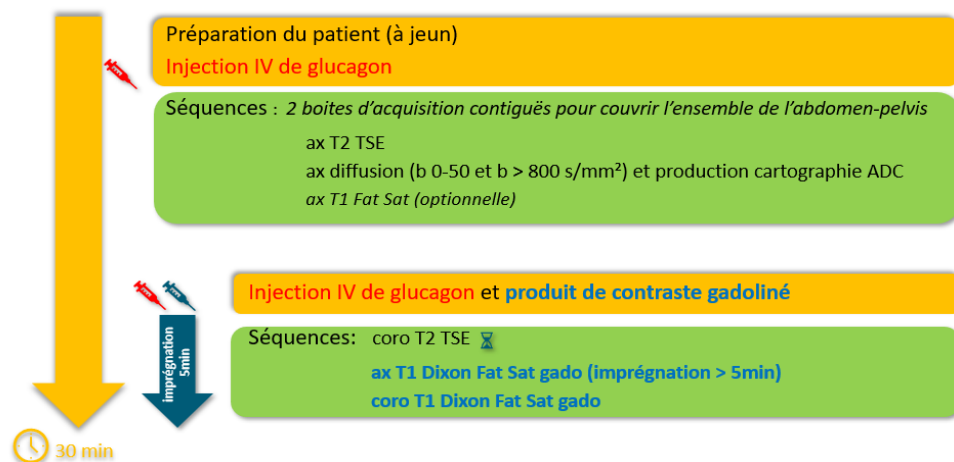 Préparation du patient (à jeun)
Injection IV de glucagon
Séquences : 2 boites d'acquisition contiguës pour couvrir l'ensemble de l'abdomen-pelvis
ax T2 TSE
ax diffusion (b 0-50 et b > 800 s/mm²) et production cartographie ADC
ax T1 Fat Sat (optionnelle)
Injection IV de glucagon et produit de contraste gadoliné
imprégnation
5min
Séquences: coro T2 TSE
ax T1 Dixon Fat Sat gado (imprégnation > 5min)
coro T1 Dixon Fat Sat gado
30 min